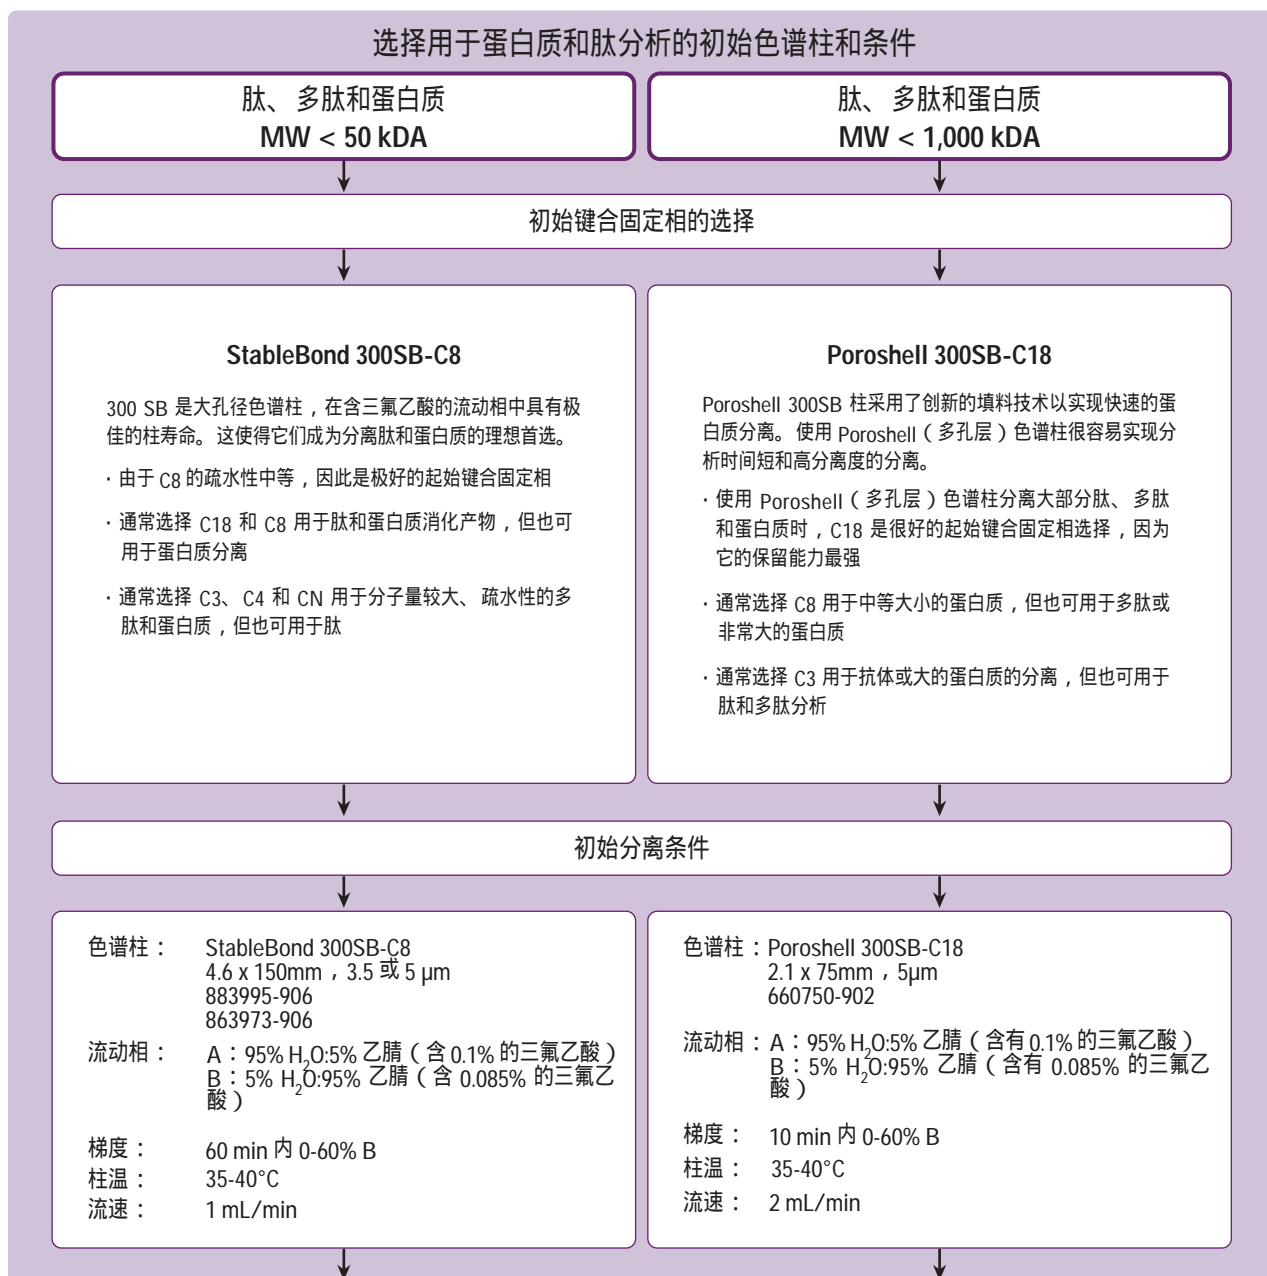 选择用于蛋白质和肽分析的初始色谱柱和条件
肽、多肽和蛋白质
MW < 50 kDA
肽、多肽和蛋白质
MW < 1,000 kDA
初始键合固定相的选择
StableBond 300SB-C8
300 SB 是大孔径色谱柱，在含三氟乙酸的流动相中具有极
佳的柱寿命。这使得它们成为分离肽和蛋白质的理想首选。
· 由于 C8 的疏水性中等，因此是极好的起始键合固定相
· 通常选择 C18 和 C8 用于肽和蛋白质消化产物，但也可
用于蛋白质分离
· 通常选择 C3、C4 和 CN 用于分子量较大、疏水性的多
肽和蛋白质，但也可用于肽
Poroshell 300SB-C18
Poroshell 300SB 柱采用了创新的填料技术以实现快速的蛋
白质分离。使用 Poroshell（多孔层）色谱柱很容易实现分
析时间短和高分离度的分离。
· 使用 Poroshell（多孔层）色谱柱分离大部分肽、多肽
和蛋白质时，C18 是很好的起始键合固定相选择，因为
它的保留能力最强
· 通常选择 C8 用于中等大小的蛋白质，但也可用于多肽或
非常大的蛋白质
· 通常选择 C3 用于抗体或大的蛋白质的分离，但也可用于
肽和多肽分析
初始分离条件
色谱柱： StableBond 300SB-C8
4.6 x 150mm，3.5 或 5 µm
883995-906
863973-906
流动相： A：95% H₂O:5% 乙腈（含 0.1% 的三氟乙酸）
B：5% H₂O:95% 乙腈（含 0.085% 的三氟乙
酸）
梯度： 60 min 内 0-60% B
柱温： 35-40°C
流速： 1 mL/min
色谱柱：Poroshell 300SB-C18
2.1 x 75mm，5µm
660750-902
流动相：A：95% H₂O:5% 乙腈（含有 0.1% 的三氟乙酸）
B：5% H₂O:95% 乙腈（含有 0.085% 的三氟乙
酸）
梯度： 10 min 内 0-60% B
柱温： 35-40°C
流速： 2 mL/min